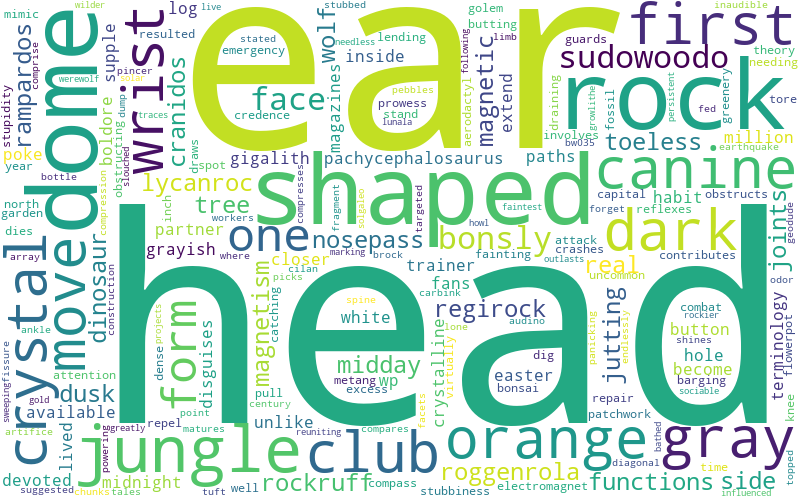 head
ear
shaped
rock
first
dome
wrist
crystal
move
jungle
club
orange
gray
dark
canine
one
form
face
sudowoodo
wolf
inside
magazines
magnetic
extend
log
supple
rampardos
boldore
cranidos
poke
stupidity
mimic
resulted
live
stubbed
golem
butting
lending
stated
emergency
needless
prowess
credence
stand
lunala
guards
limb
following
aerodactyl
inaudible
theory
needing
tore
fossil
greenery
persistent
growlithe
draining
pebbles
involves
bw035
fed
earthquake
toeless
million
paths
capital
obstructs
habit
reflexes
forget
geodude
attack
crashes
contributes
joints
comprise
wilder
werewolf
pincer
dump
solar
traces
slouched
obstructing
draws
spot
gigalith
pachycephalosaurus
compresses
fragment
solgaleo
targeted
faintest
year
bottle
north
garden
dies
array
compression
construction
lycanroc
tree
inch
workers
where
partner
grayish
dinosaur
magnetism
nosepass
bonsly
howl
marking
brock
closer
trainer
fainting
outlasts
real
uncommon
combat
rockier
odor
fans
carbink
audino
regirock
white
cilan
picks
catching
spine
lone
midday
wp
metang
excess
crystalline
virtually
easter
bonsai
dig
panicking
endlessly
jutting
button
shines
hole
become
barging
sociable
terminology
flowerpot
repair
patchwork
knee
disguises
dense
projects
ankle
dusk
attention
available
gold
sweeping
fissure
artifice
lived
devoted
suggested
chunks
tales
powering
greatly
midnight
repel
point
matures
tuft
rockruff
unlike
pull
century
well
reuniting
compares
compass
facets
stubbiness
electromagnet
roggenrola
functions
side
diagonal
bathed
time
influenced
topped